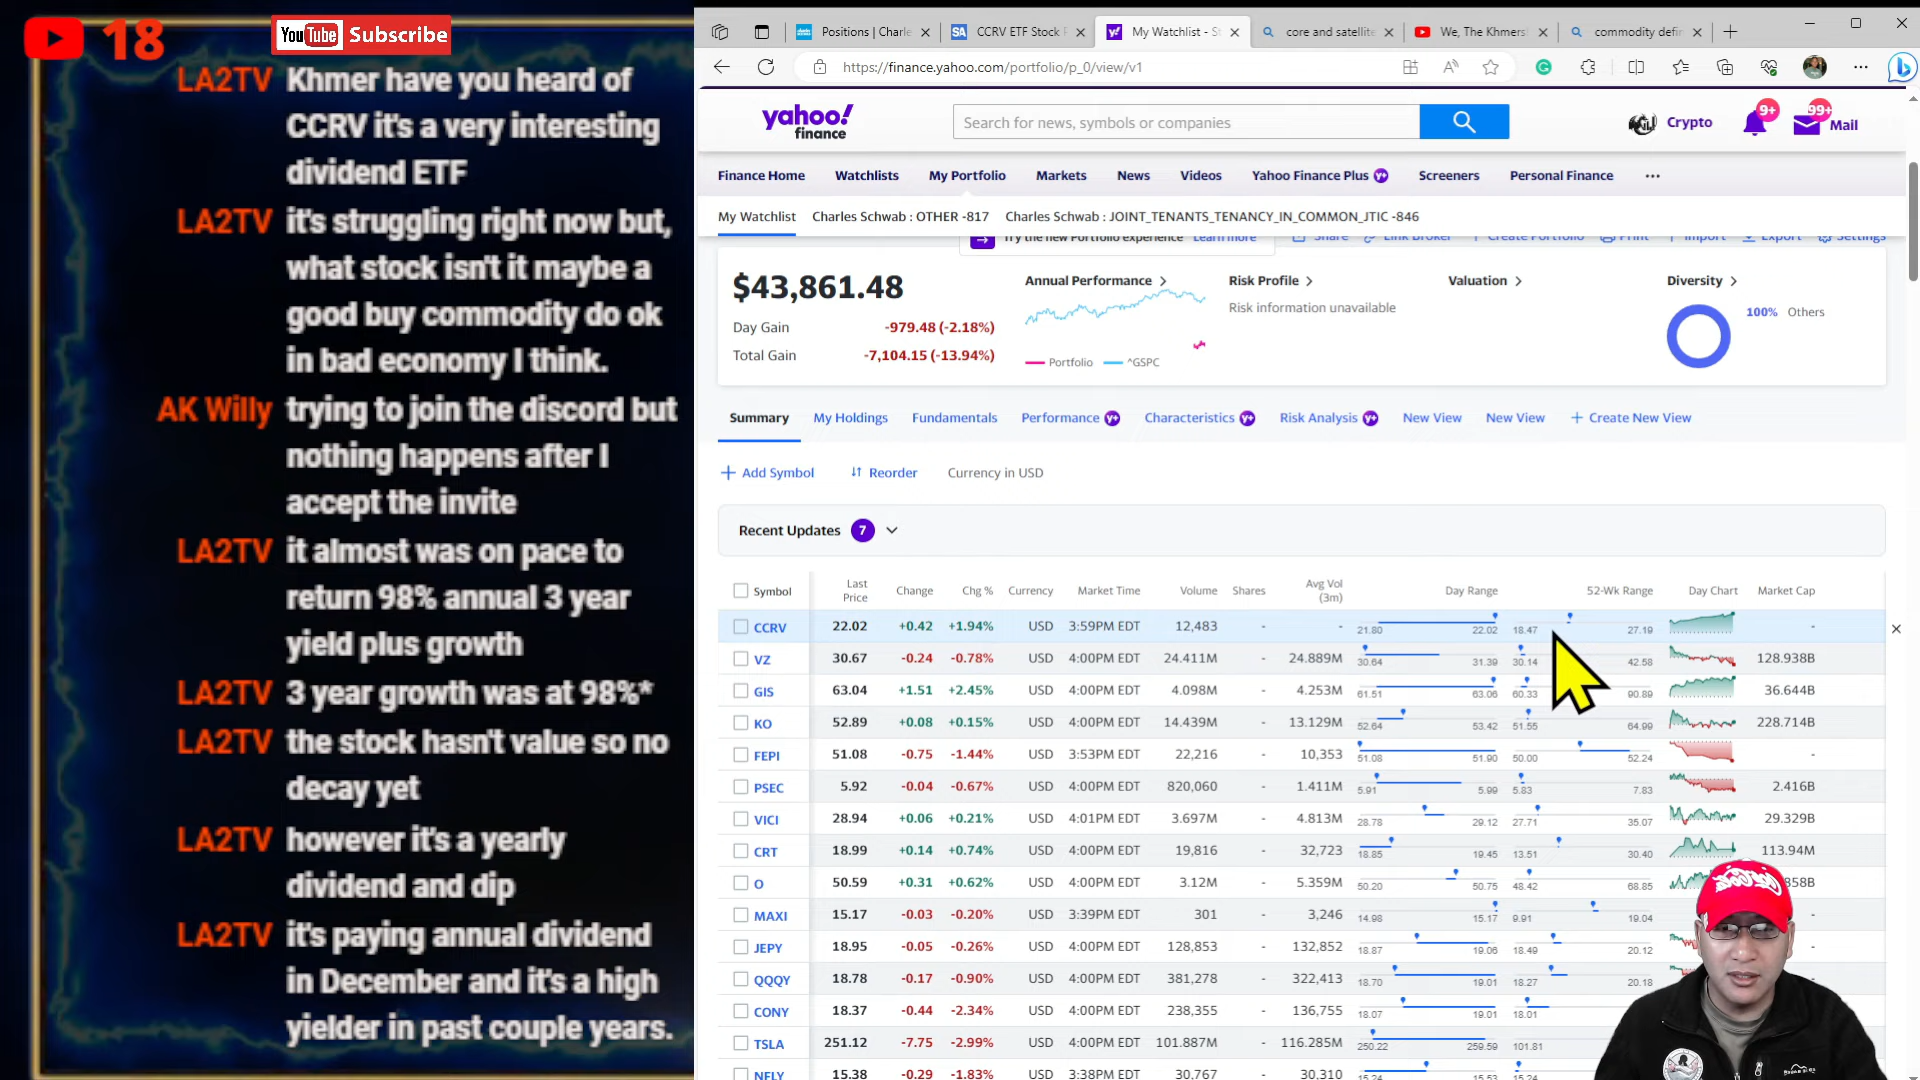 18
YouTube Subscribe
LA2TV Khmer have you heard of
CCRV it's a very interesting
dividend ETF
LA2TV it's struggling right now but,
what stock isn't it maybe a
good buy commodity do ok
in bad economy I think.
AK Willy trying to join the discord but
nothing happens after I
accept the invite
LA2TV it almost was on pace to
return 98% annual 3 year
yield plus growth
LA2TV 3 year growth was at 98%*
LA2TV the stock hasn't value so no
decay yet
LA2TV however it's a yearly
dividend and dip
LA2TV it's paying annual dividend
in December and it's a high
yielder in past couple years.
Positions | Charle
SA CCRV ETF Stock
My Watchlist - St
core and satellite
We, The Khmers
commodity defi
https://finance.yahoo.com/portfolio/p_0/view/v1
yahoo!
finance
Search for news, symbols or companies
Crypto 9+ 99+ Mail
Finance Home Watchlists My Portfolio Markets News Videos Yahoo Finance Plus Y+ Screeners Personal Finance ...
My Watchlist Charles Schwab : OTHER -817 Charles Schwab : JOINT_TENANTS_TENANCY_IN_COMMON_JTIC -846
Try the new Portfolio experience Learn more Share Link Broker Create Portfolio Print Import Export Settings
$43,861.48
Day Gain -979.48 (-2.18%)
Total Gain -7,104.15 (-13.94%)
Annual Performance
Portfolio ^GSPC
Risk Profile
Risk information unavailable
Valuation
Diversity
100% Others
Summary My Holdings Fundamentals Performance Y+ Characteristics Y+ Risk Analysis Y+ New View New View + Create New View
+ Add Symbol Reorder Currency in USD
Recent Updates 7
Symbol Last Price Change Chg % Currency Market Time Volume Shares Avg Vol (3m) Day Range 52-Wk Range Day Chart Market Cap
CCRV 22.02 +0.42 +1.94% USD 3:59PM EDT 12,483 - - 21.80 22.02 18.47 27.19 -
VZ 30.67 -0.24 -0.78% USD 4:00PM EDT 24.411M - 24.889M 30.64 31.39 30.14 42.58 128.938B
GIS 63.04 +1.51 +2.45% USD 4:00PM EDT 4.098M - 4.253M 61.51 63.06 60.33 90.89 36.644B
KO 52.89 +0.08 +0.15% USD 4:00PM EDT 14.439M - 13.129M 52.64 53.42 51.55 64.99 228.714B
FEPI 51.08 -0.75 -1.44% USD 3:53PM EDT 22,216 - 10,353 51.08 51.90 50.00 52.24 -
PSEC 5.92 -0.04 -0.67% USD 4:00PM EDT 820,060 - 1.411M 5.91 5.99 5.83 7.83 2.416B
VICI 28.94 +0.06 +0.21% USD 4:01PM EDT 3.697M - 4.813M 28.78 29.12 27.71 35.07 29.329B
CRT 18.99 +0.14 +0.74% USD 4:00PM EDT 19,816 - 32,723 18.85 19.45 13.51 30.40 113.94M
O 50.59 +0.31 +0.62% USD 4:00PM EDT 3.12M - 5.359M 50.20 50.75 48.42 68.85 858B
MAXI 15.17 -0.03 -0.20% USD 3:39PM EDT 301 - 3,246 14.98 15.17 9.91 19.04 -
JEPY 18.95 -0.05 -0.26% USD 4:00PM EDT 128,853 - 132,852 18.87 19.06 18.49 20.12
QQQY 18.78 -0.17 -0.90% USD 4:00PM EDT 381,278 - 322,413 18.70 19.01 18.27 20.18
CONY 18.37 -0.44 -2.34% USD 4:00PM EDT 238,355 - 136,755 18.07 19.01 18.01
TSLA 251.12 -7.75 -2.99% USD 4:00PM EDT 101.887M - 116.285M 250.22 259.59 101.81
NFLY 15.38 -0.29 -1.83% USD 3:38PM EDT 30,767 - 30,310 15.24 15.53 15.24